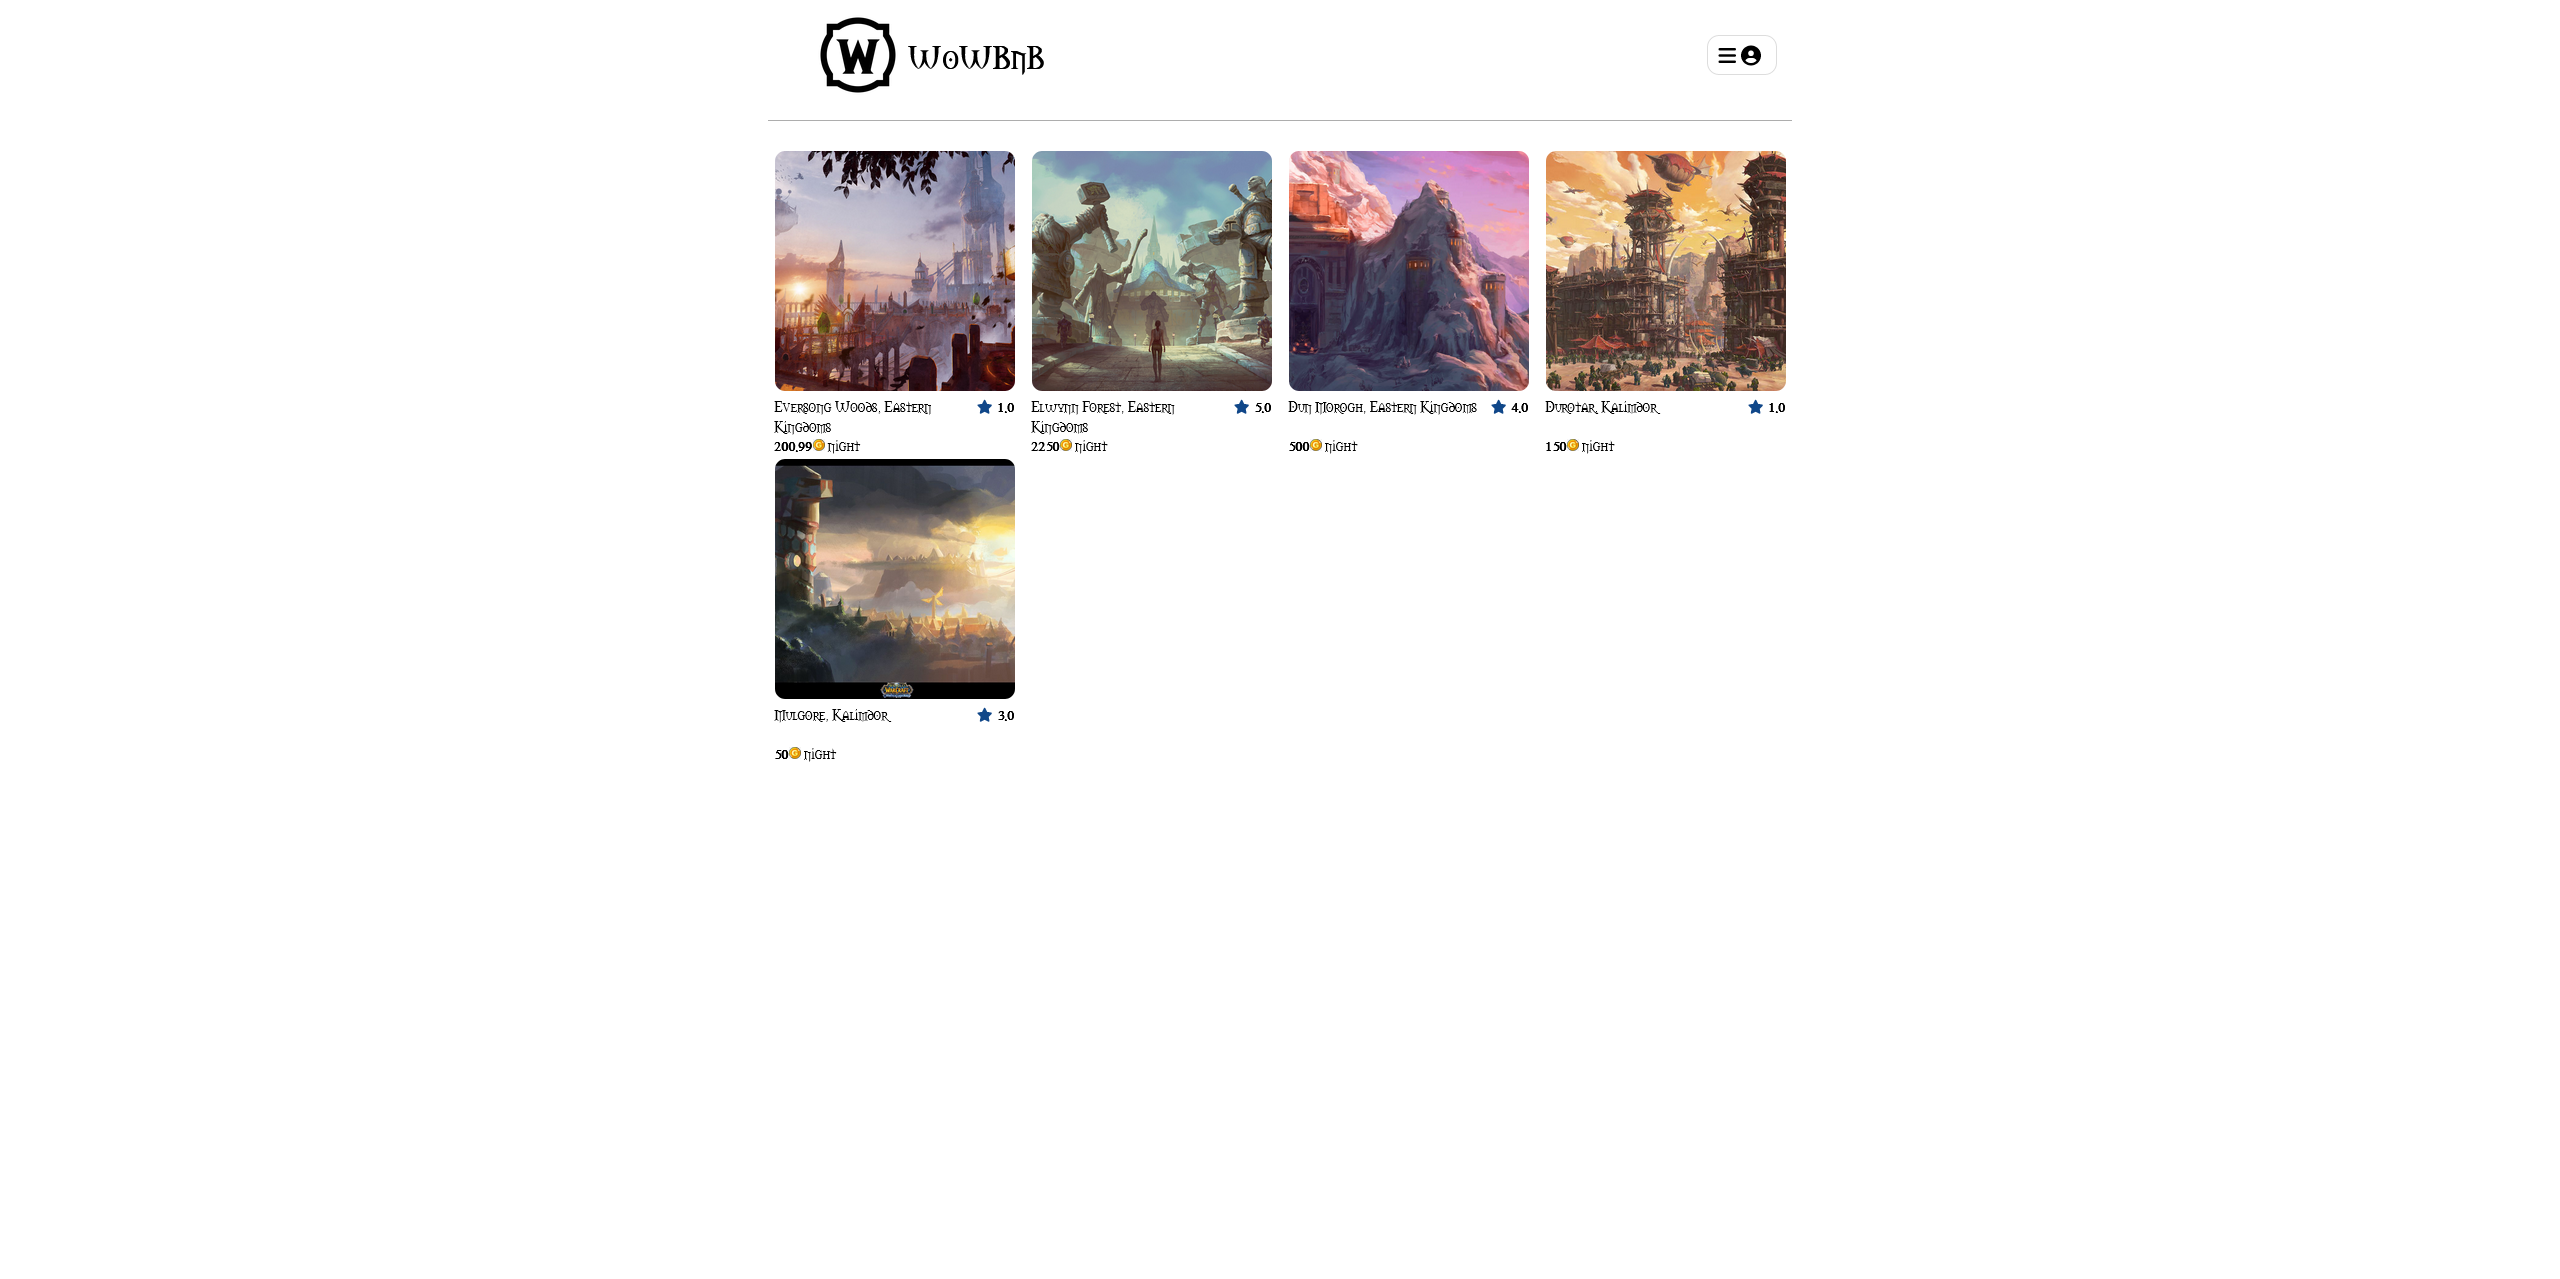 W WoWBnB
Eversong Woods, Eastern 1.0
Kingdoms
200.99 G night
Elwynn Forest, Eastern 5.0
Kingdoms
2250 G night
Dun Morogh, Eastern Kingdoms 4.0
500 G night
Durotar, Kalimdor 1.0
150 G night
WARCRAFT
Mulgore, Kalimdor 3.0
50 G night